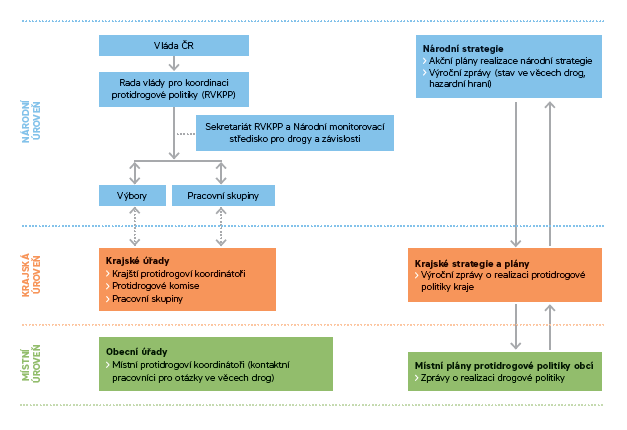 NÁRODNÍ
ÚROVEŇ
Vláda ČR
Rada vlády pro koordinaci
protidrogové politiky (RVKPP)
Sekretariát RVKPP a Národní monitorovací
středisko pro drogy a závislosti
Výbory
Pracovní skupiny
Národní strategie
Akční plány realizace národní strategie
Výroční zprávy (stav ve věcech drog,
hazardní hraní)
KRAJSKÁ
ÚROVEŇ
Krajské úřady
Krajští protidrogoví koordinátoři
Protidrogové komise
Pracovní skupiny
Krajské strategie a plány
Výroční zprávy o realizaci protidrogové
politiky kraje
MÍSTNÍ
ÚROVEŇ
Obecní úřady
Místní protidrogoví koordinátoři (kontaktní
pracovníci pro otázky ve věcech drog)
Místní plány protidrogové politiky obcí
Zprávy o realizaci drogové politiky